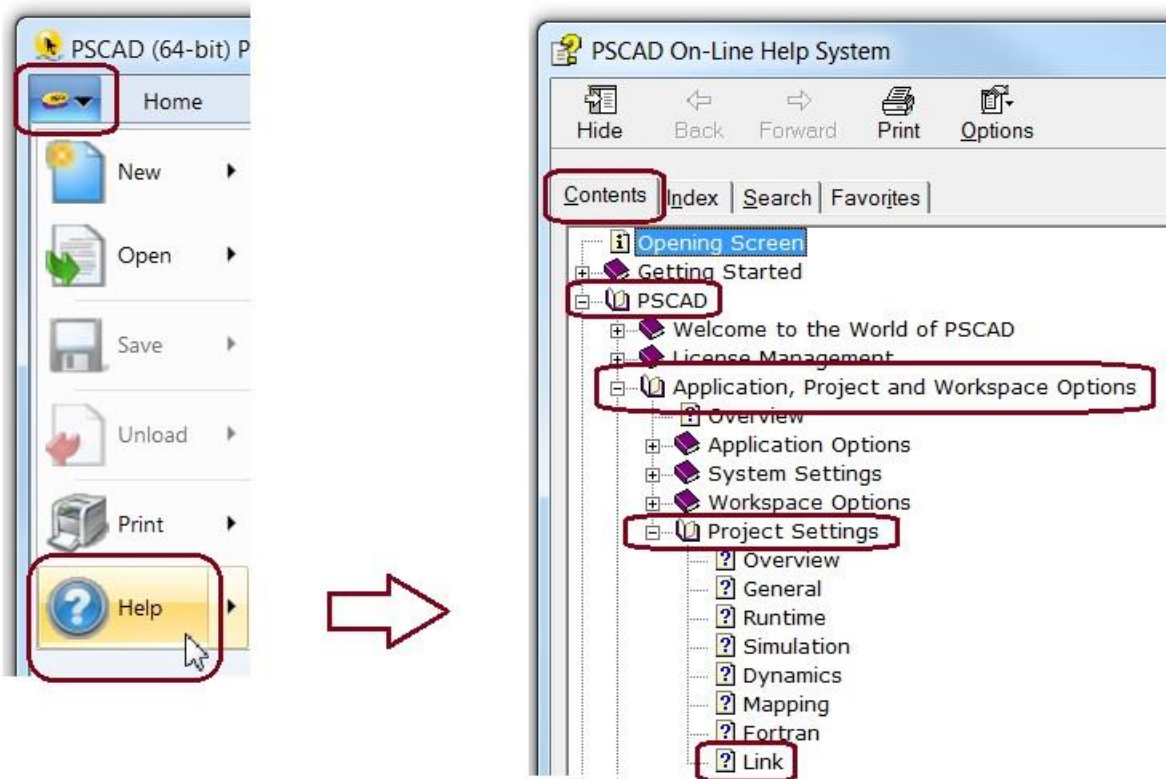 PSCAD (64-bit) P
Home
New
Open
Save
Unload
Print
Help
PSCAD On-Line Help System
Hide Back Forward Print Options
Contents Index Search Favorites
Opening Screen
Getting Started
PSCAD
Welcome to the World of PSCAD
License Management
Application, Project and Workspace Options
Overview
Application Options
System Settings
Workspace Options
Project Settings
Overview
General
Runtime
Simulation
Dynamics
Mapping
Fortran
Link